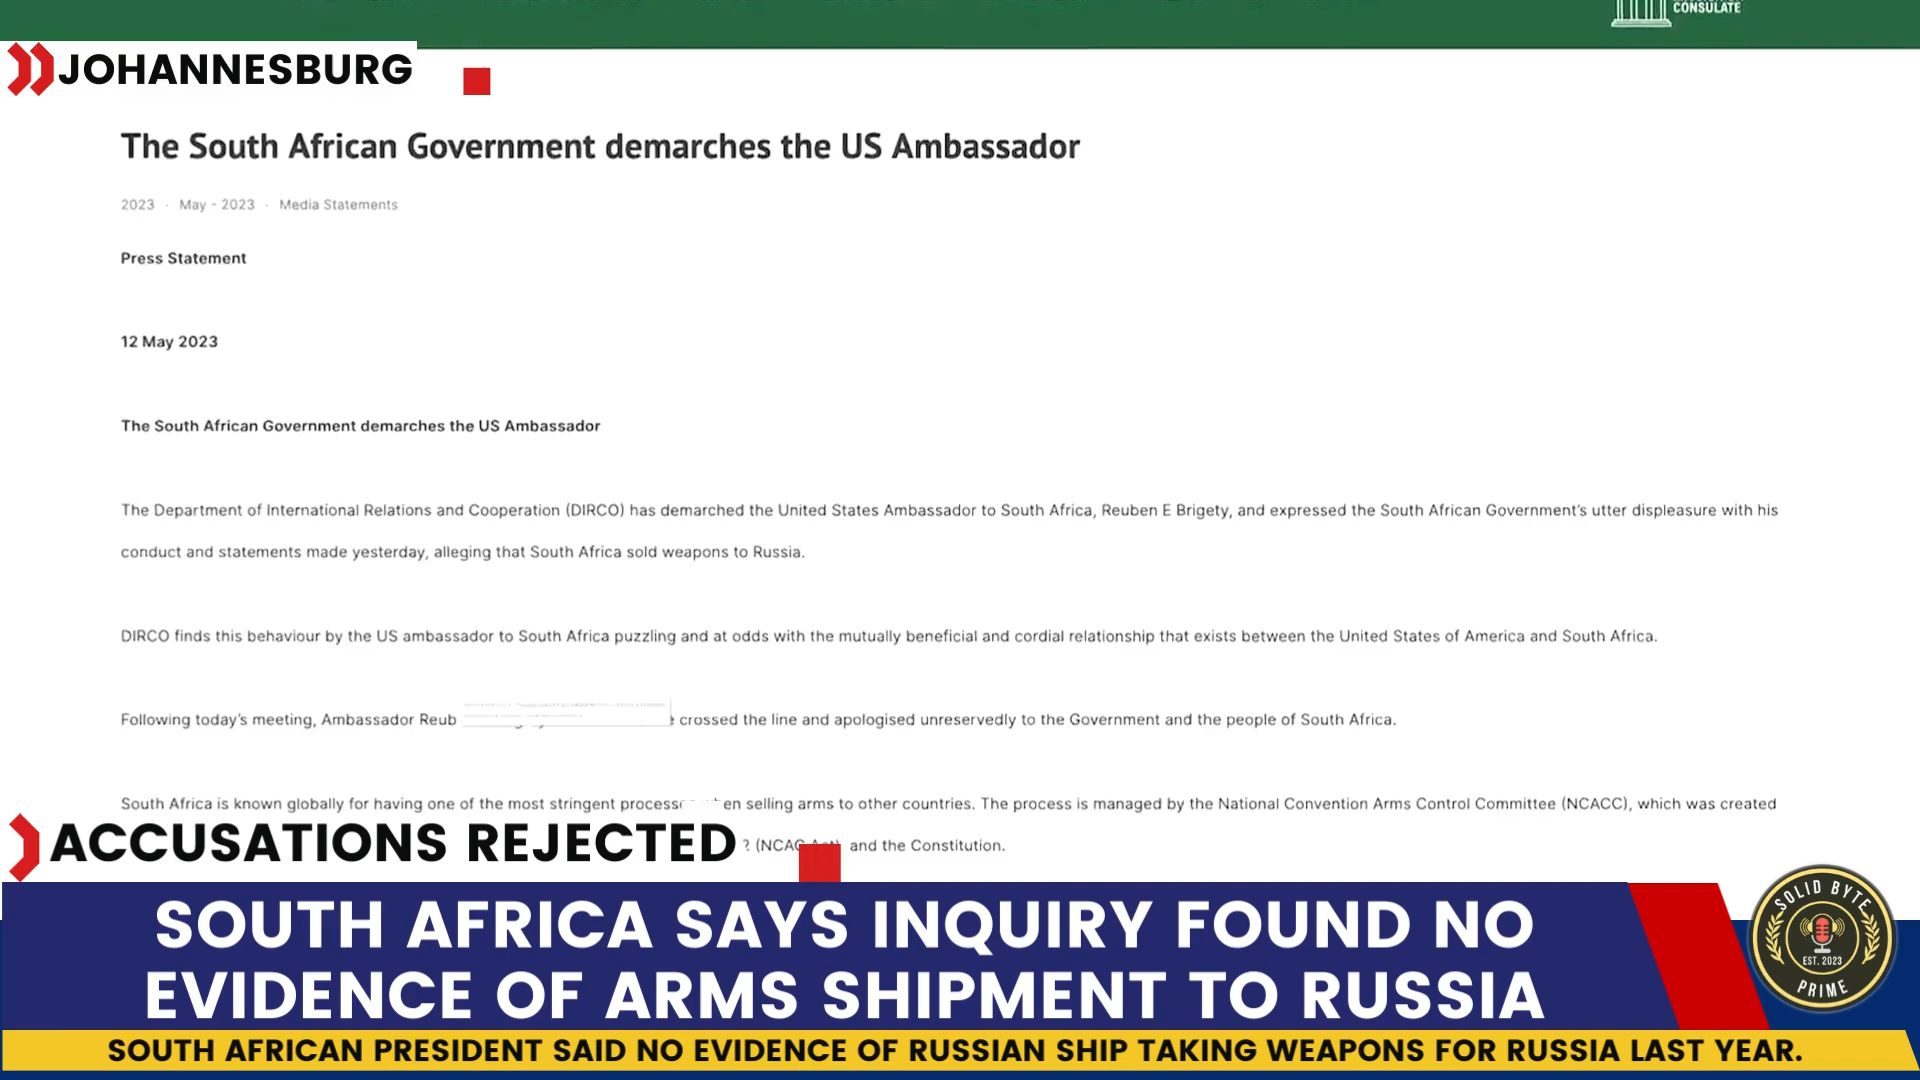 CONSULATE
JOHANNESBURG
The South African Government demarches the US Ambassador
2023 · May - 2023 · Media Statements
Press Statement
12 May 2023
The South African Government demarches the US Ambassador
The Department of International Relations and Cooperation (DIRCO) has demarched the United States Ambassador to South Africa, Reuben E Brigety, and expressed the South African Government's utter displeasure with his
conduct and statements made yesterday, alleging that South Africa sold weapons to Russia.
DIRCO finds this behaviour by the US ambassador to South Africa puzzling and at odds with the mutually beneficial and cordial relationship that exists between the United States of America and South Africa.
Following today's meeting, Ambassador Reub crossed the line and apologised unreservedly to the Government and the people of South Africa.
South Africa is known globally for having one of the most stringent process en selling arms to other countries. The process is managed by the National Convention Arms Control Committee (NCACC), which was created
ACCUSATIONS REJECTED
(NCAC Act) and the Constitution.
SOUTH AFRICA SAYS INQUIRY FOUND NO
EVIDENCE OF ARMS SHIPMENT TO RUSSIA
SOLID BYTE
EST. 2023
PRIME
SOUTH AFRICAN PRESIDENT SAID NO EVIDENCE OF RUSSIAN SHIP TAKING WEAPONS FOR RUSSIA LAST YEAR.